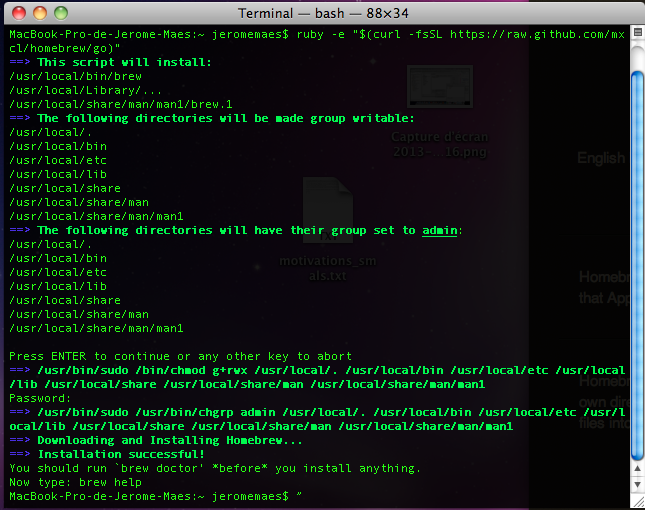 Terminal — bash — 88×34
MacBook-Pro-de-Jerome-Maes:~ jeromemaes$ ruby -e "$(curl -fsSL https://raw.github.com/mx
cl/homebrew/go)"
==> This script will install:
/usr/local/bin/brew
/usr/local/Library/...
/usr/local/share/man/man1/brew.1
==> The following directories will be made group writable:
/usr/local/.
/usr/local/bin
/usr/local/etc
/usr/local/lib
/usr/local/share
/usr/local/share/man
/usr/local/share/man/man1
==> The following directories will have their group set to admin:
/usr/local/.
/usr/local/bin
/usr/local/etc
/usr/local/lib
/usr/local/share
/usr/local/share/man
/usr/local/share/man/man1
Press ENTER to continue or any other key to abort
==> /usr/bin/sudo /bin/chmod g+rwx /usr/local/. /usr/local/bin /usr/local/etc /usr/local
/lib /usr/local/share /usr/local/share/man /usr/local/share/man/man1
Password:
==> /usr/bin/sudo /usr/bin/chgrp admin /usr/local/. /usr/local/bin /usr/local/etc /usr/l
ocal/lib /usr/local/share /usr/local/share/man /usr/local/share/man/man1
==> Downloading and Installing Homebrew...
==> Installation successful!
You should run `brew doctor' *before* you install anything.
Now type: brew help
MacBook-Pro-de-Jerome-Maes:~ jeromemaes$ "
Capture d'écran
2013-...16.png
motivations_sm
als.txt
English
Homebr
that App
Homebr
own dire
files into